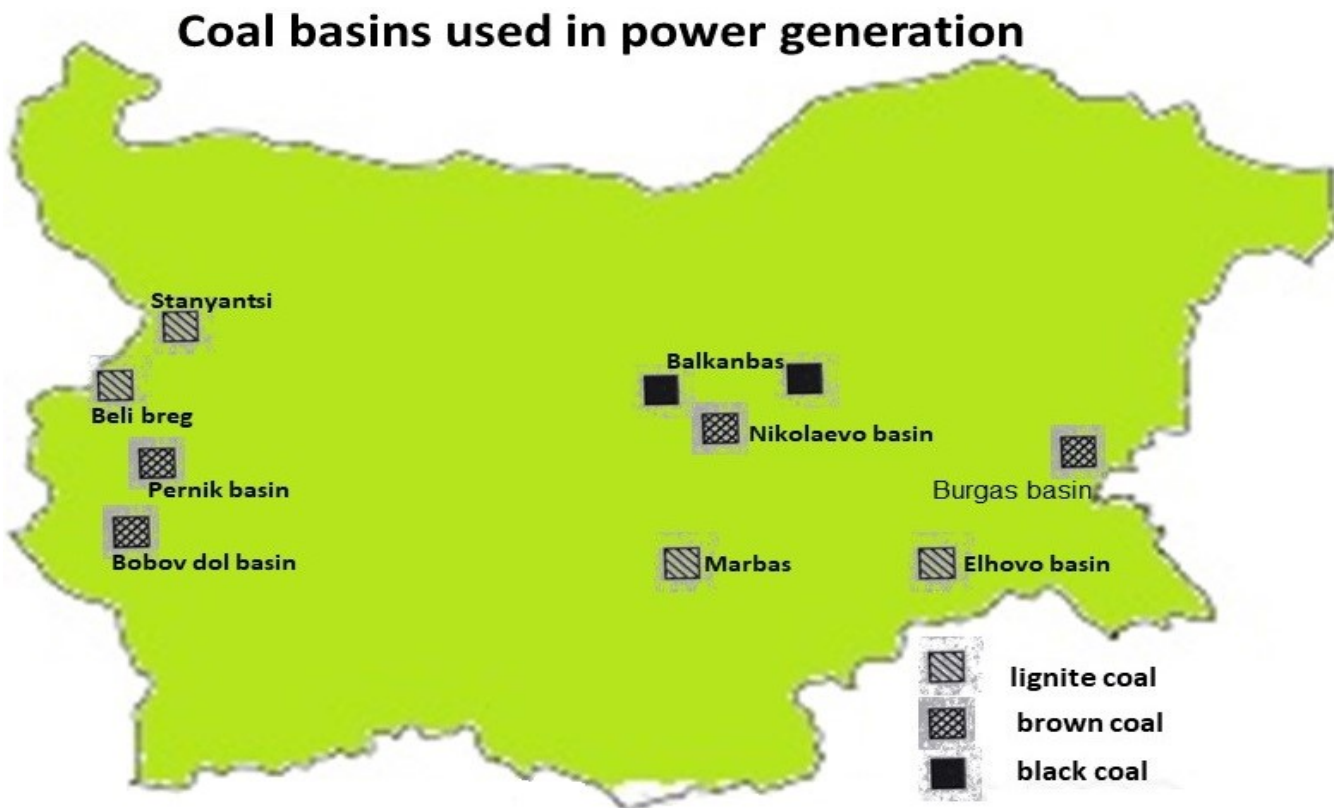 Coal basins used in power generation
Stanyantsi
Balkanbas
Beli breg
Nikolaevo basin
Pernik basin
Burgas basin
Bobov dol basin
Marbas
Elhovo basin
lignite coal
brown coal
black coal